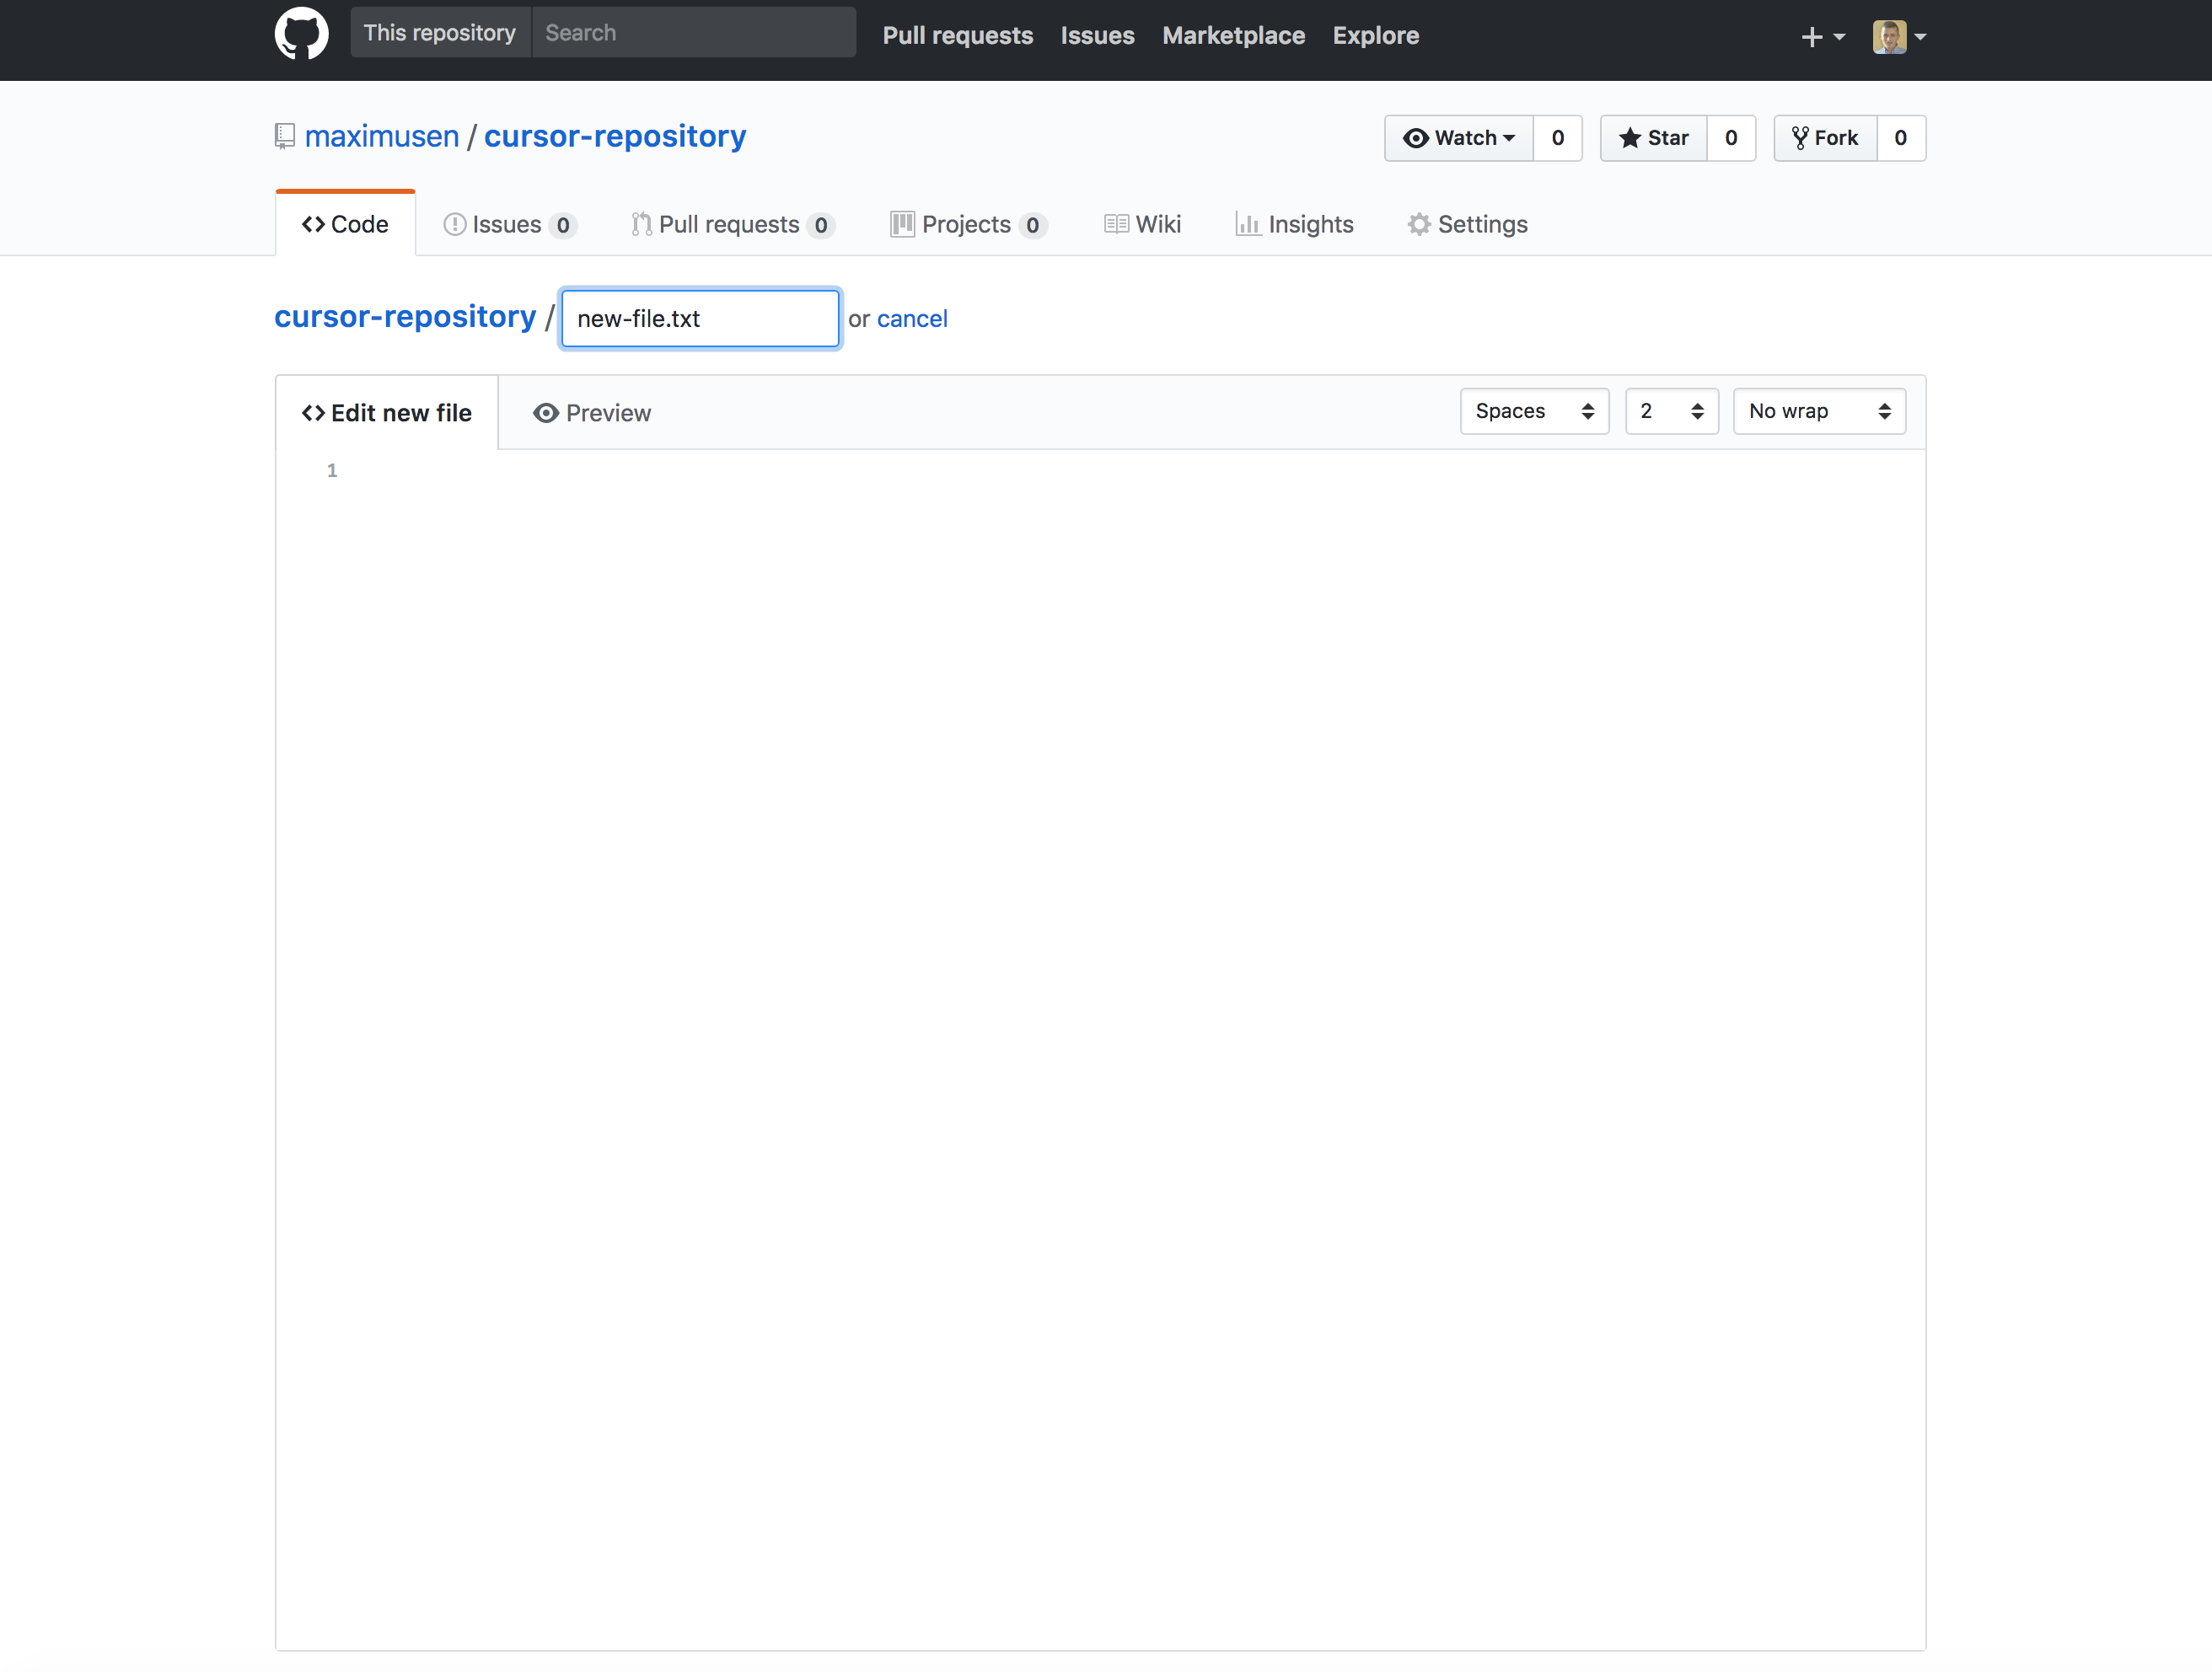 This repository Search Pull requests Issues Marketplace Explore
maximusen / cursor-repository Watch 0 Star 0 Fork 0
Code Issues 0 Pull requests 0 Projects 0 Wiki Insights Settings
cursor-repository / new-file.txt or cancel
Edit new file Preview Spaces 2 No wrap
1